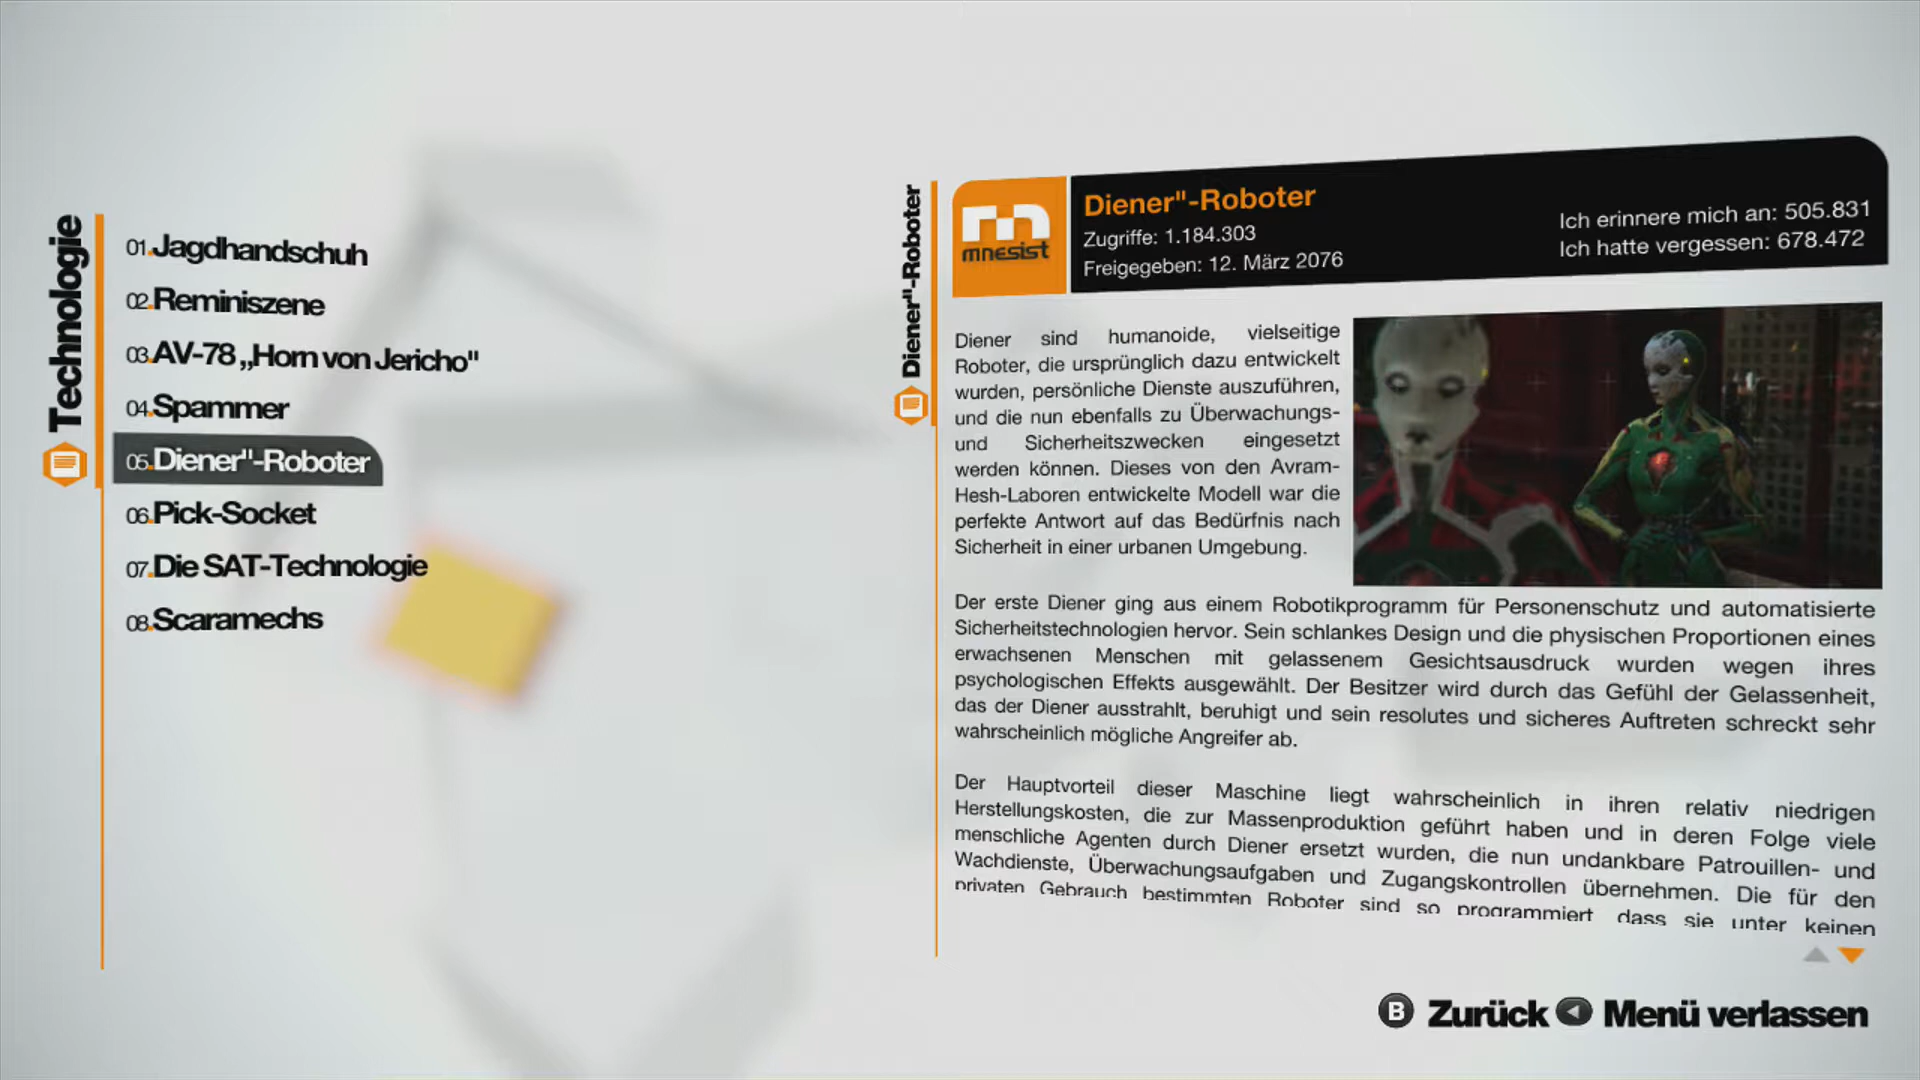 Technologie
01.Jagdhandschuh
02.Reminiszene
03.AV-78 „Horn von Jericho"
04.Spammer
05.Diener"-Roboter
06.Pick-Socket
07.Die SAT-Technologie
08.Scaramechs
Diener"-Roboter
mnesist
Diener"-Roboter
Zugriffe: 1.184.303
Freigegeben: 12. März 2076
Ich erinnere mich an: 505.831
Ich hatte vergessen: 678.472
Diener sind humanoide, vielseitige
Roboter, die ursprünglich dazu entwickelt
wurden, persönliche Dienste auszuführen,
und die nun ebenfalls zu Überwachungs-
und Sicherheitszwecken eingesetzt
werden können. Dieses von den Avram-
Hesh-Laboren entwickelte Modell war die
perfekte Antwort auf das Bedürfnis nach
Sicherheit in einer urbanen Umgebung.
Der erste Diener ging aus einem Robotikprogramm für Personenschutz und automatisierte
Sicherheitstechnologien hervor. Sein schlankes Design und die physischen Proportionen eines
erwachsenen Menschen mit gelassenem Gesichtsausdruck wurden wegen ihres
psychologischen Effekts ausgewählt. Der Besitzer wird durch das Gefühl der Gelassenheit,
das der Diener ausstrahlt, beruhigt und sein resolutes und sicheres Auftreten schreckt sehr
wahrscheinlich mögliche Angreifer ab.
Der Hauptvorteil dieser Maschine liegt wahrscheinlich in ihren relativ niedrigen
Herstellungskosten, die zur Massenproduktion geführt haben und in deren Folge viele
menschliche Agenten durch Diener ersetzt wurden, die nun undankbare Patrouillen- und
Wachdienste, Überwachungsaufgaben und Zugangskontrollen übernehmen. Die für den
privaten Gebrauch bestimmten Roboter sind so programmiert, dass sie unter keinen
B Zurück Menü verlassen